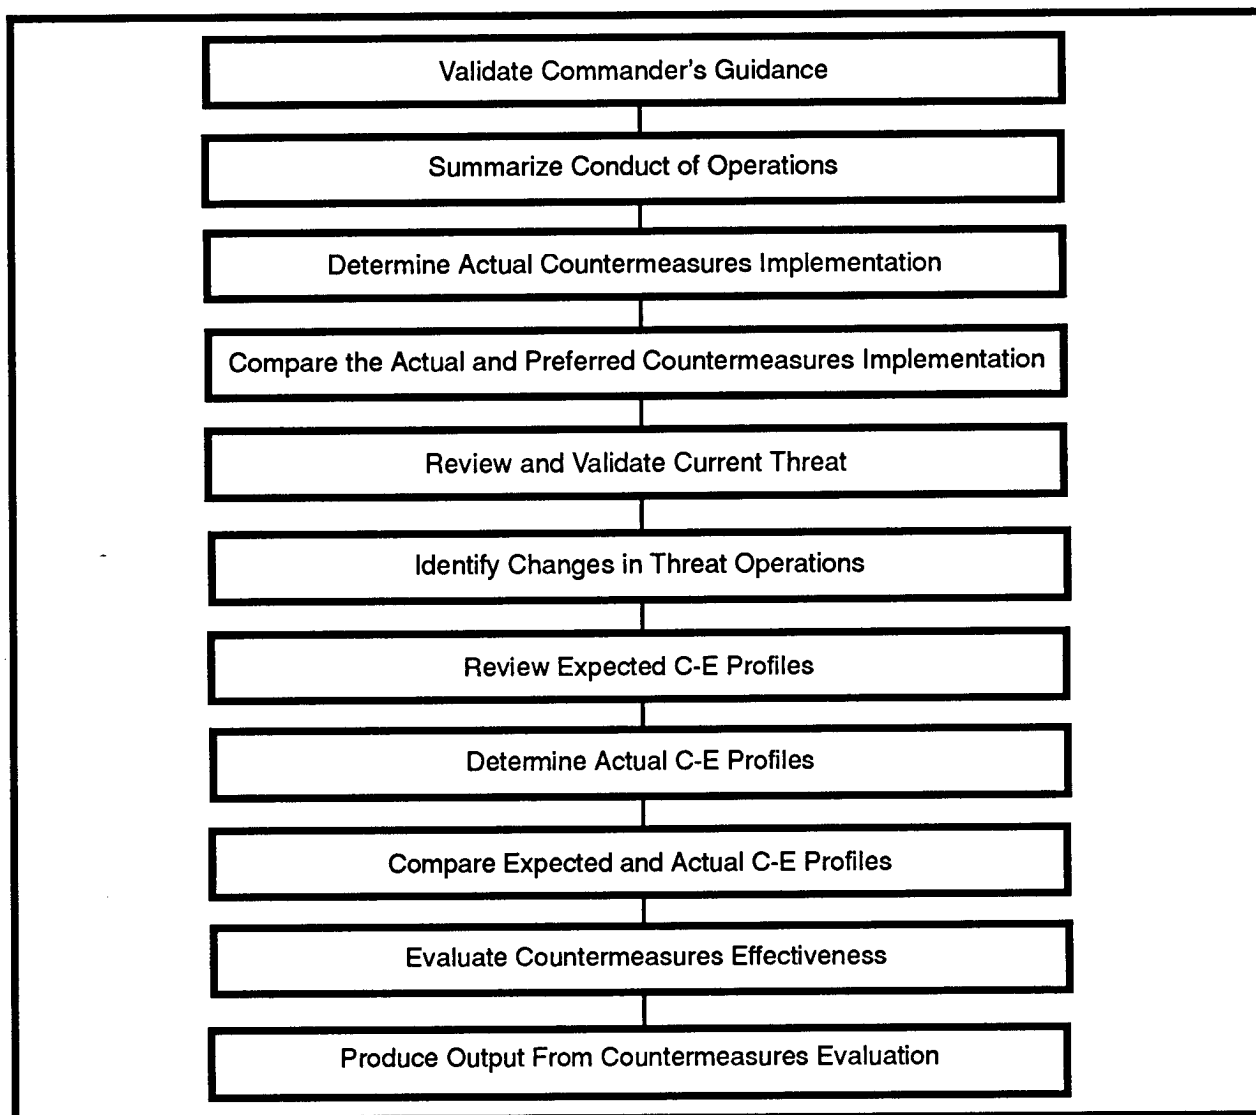 Validate Commander's Guidance
Summarize Conduct of Operations
Determine Actual Countermeasures Implementation
Compare the Actual and Preferred Countermeasures Implementation
Review and Validate Current Threat
Identify Changes in Threat Operations
Review Expected C-E Profiles
Determine Actual C-E Profiles
Compare Expected and Actual C-E Profiles
Evaluate Countermeasures Effectiveness
Produce Output From Countermeasures Evaluation